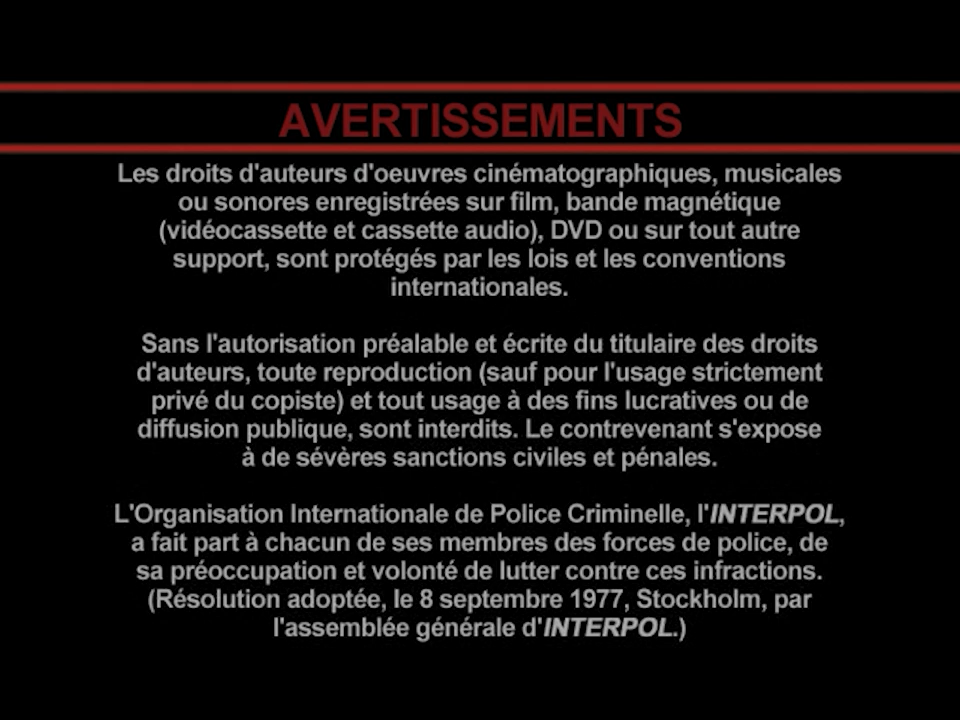 AVERTISSEMENTS
Les droits d'auteurs d'oeuvres cinématographiques, musicales
ou sonores enregistrées sur film, bande magnétique
(vidéocassette et cassette audio), DVD ou sur tout autre
support, sont protégés par les lois et les conventions
internationales.
Sans l'autorisation préalable et écrite du titulaire des droits
d'auteurs, toute reproduction (sauf pour l'usage strictement
privé du copiste) et tout usage à des fins lucratives ou de
diffusion publique, sont interdits. Le contrevenant s'expose
à de sévères sanctions civiles et pénales.
L'Organisation Internationale de Police Criminelle, l'INTERPOL,
a fait part à chacun de ses membres des forces de police, de
sa préoccupation et volonté de lutter contre ces infractions.
(Résolution adoptée, le 8 septembre 1977, Stockholm, par
l'assemblée générale d'INTERPOL.)